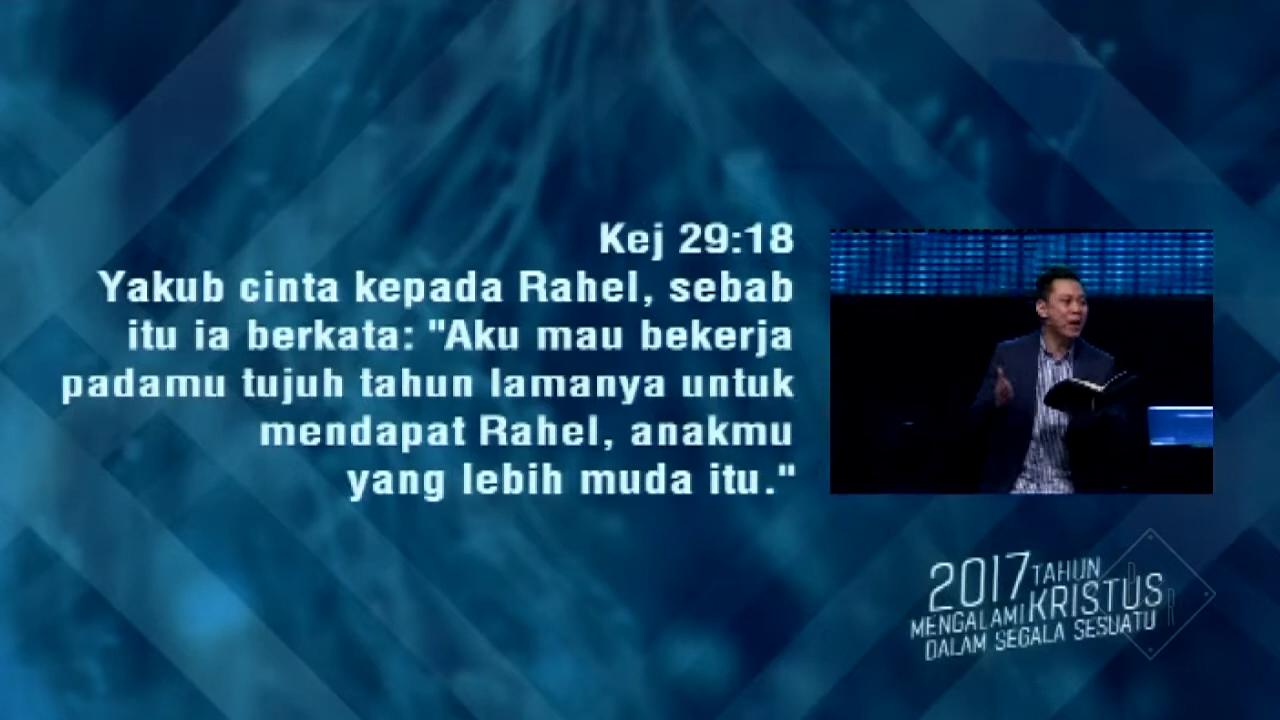 Kej 29:18
Yakub cinta kepada Rahel, sebab
itu ia berkata: "Aku mau bekerja
padamu tujuh tahun lamanya untuk
mendapat Rahel, anakmu
yang lebih muda itu."
2017 TAHUN
MENGALAMI KRISTUS
DALAM SEGALA SESUATU